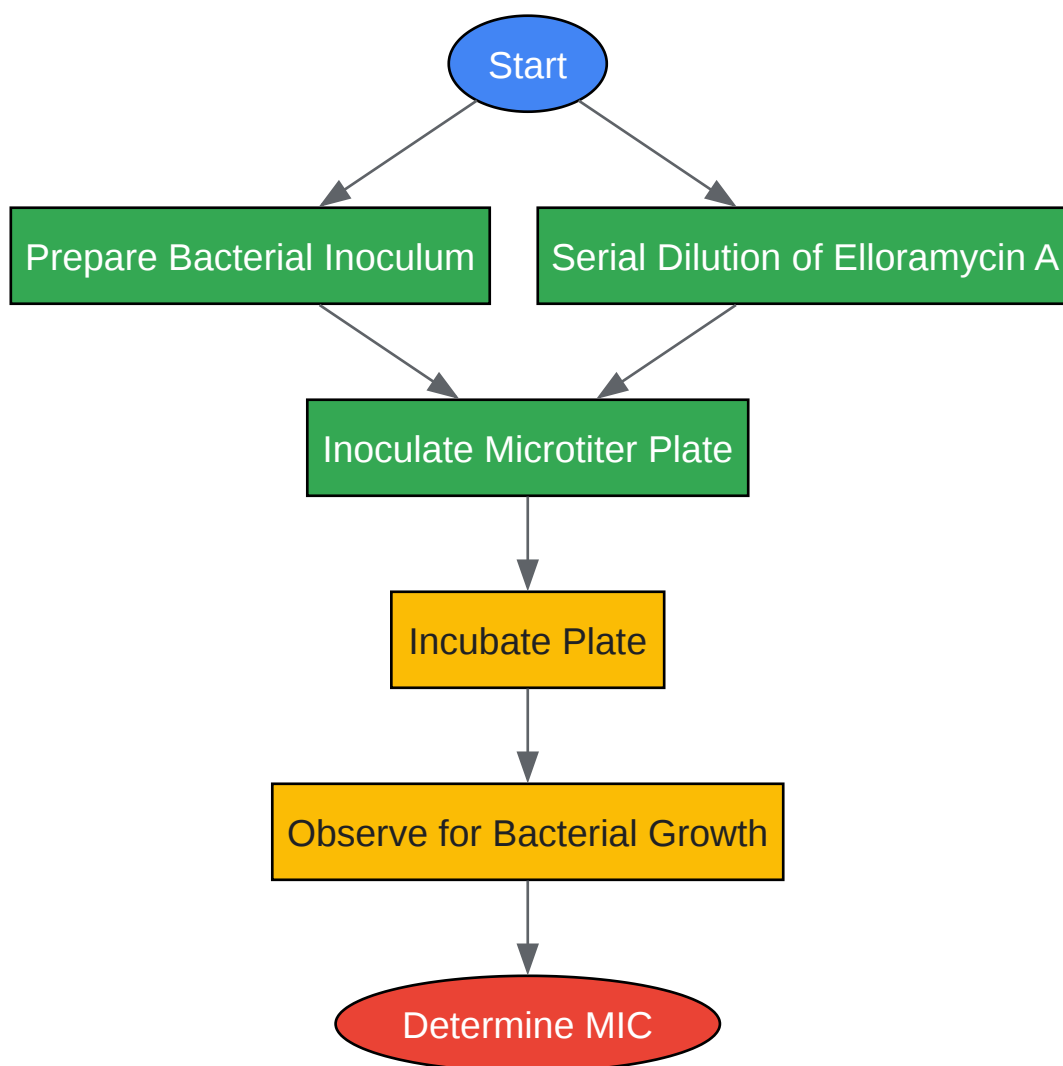 Start
Prepare Bacterial Inoculum
Serial Dilution of Elloramycin A
Inoculate Microtiter Plate
Incubate Plate
Observe for Bacterial Growth
Determine MIC